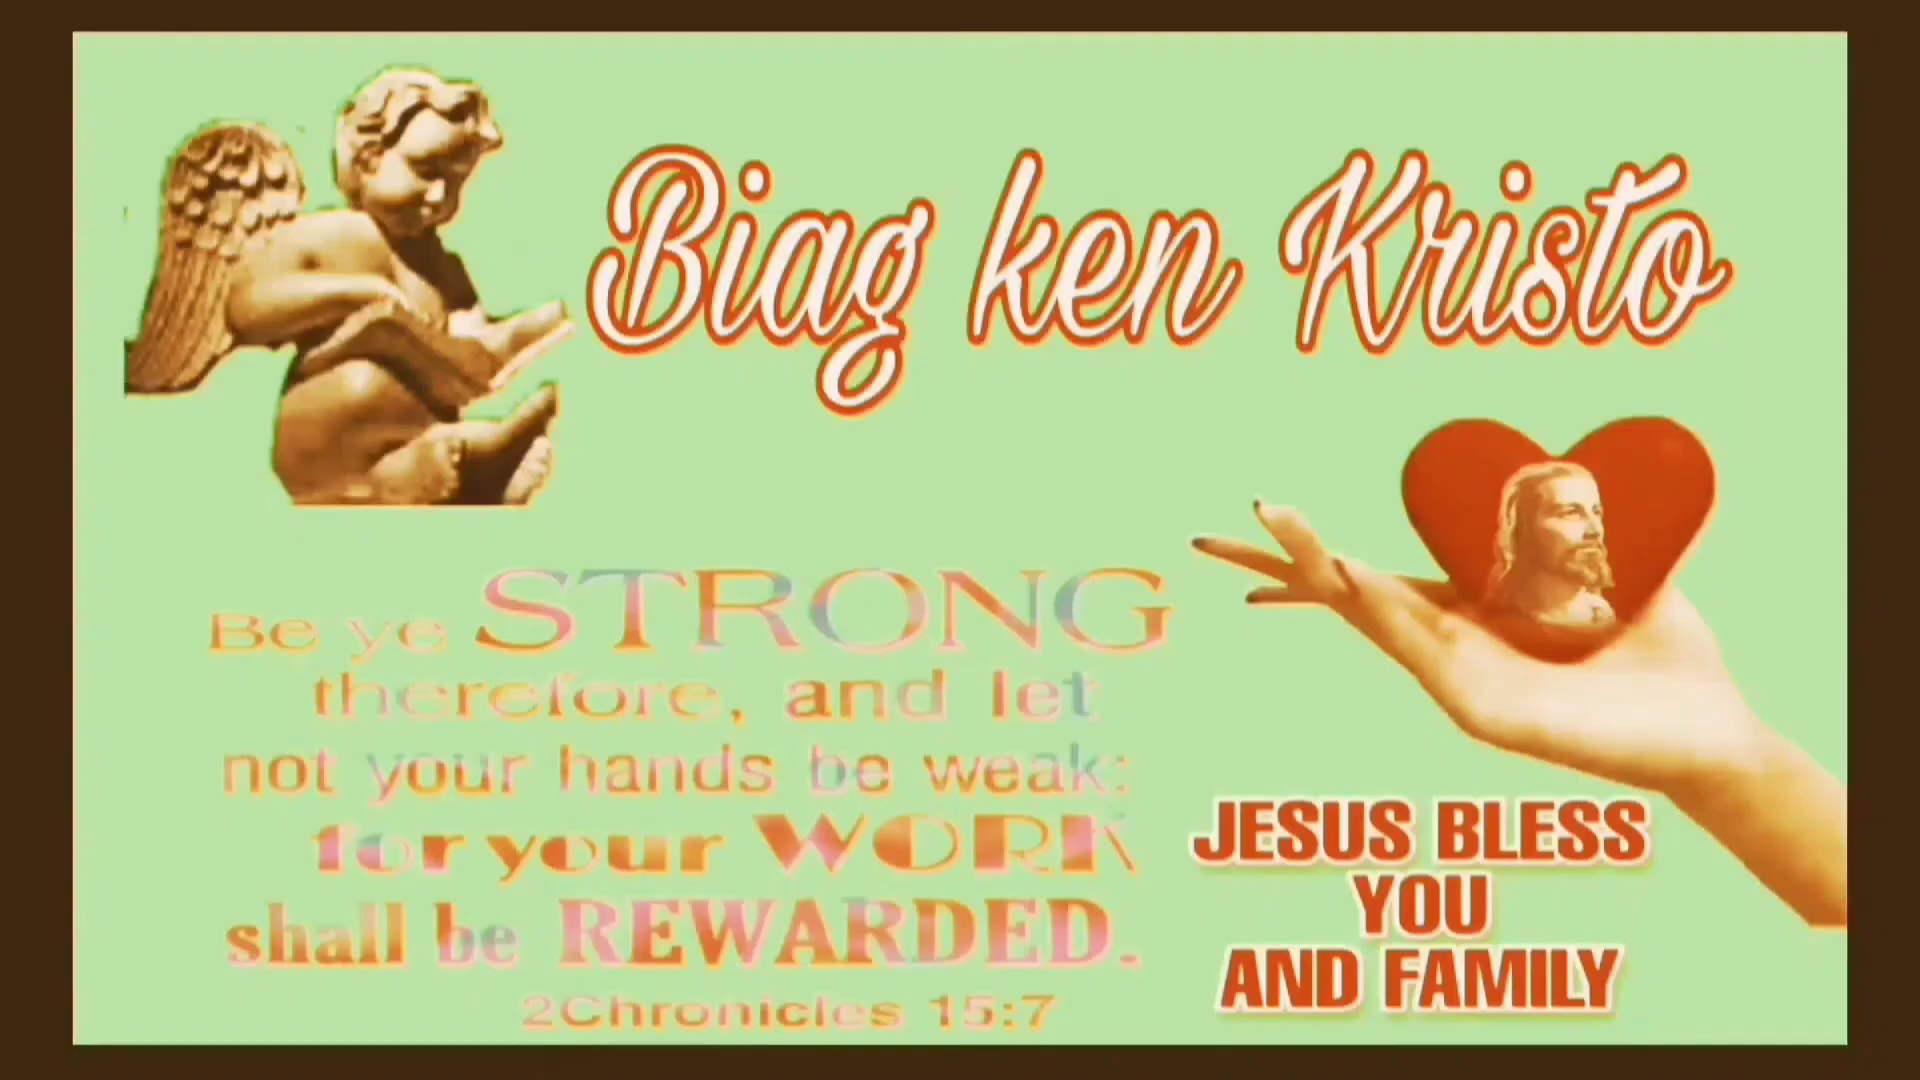 Biag ken Kristo
Be ye STRONG
therefore, and let
not your hands be weak:
for your WORK
shall be REWARDED.
2Chronicles 15:7
JESUS BLESS
YOU
AND FAMILY